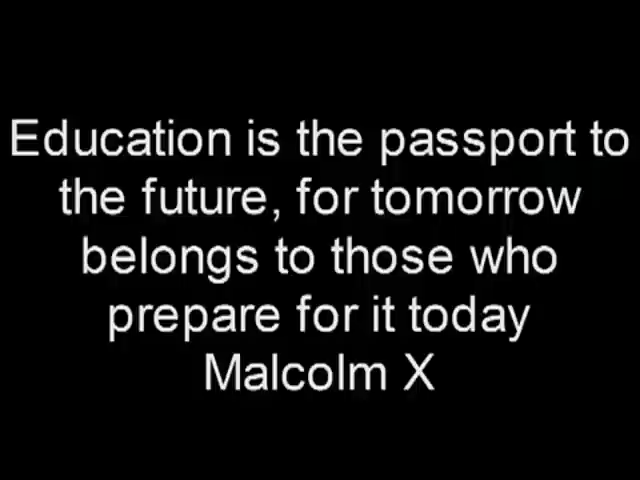 Education is the passport to
the future, for tomorrow
belongs to those who
prepare for it today
Malcolm X